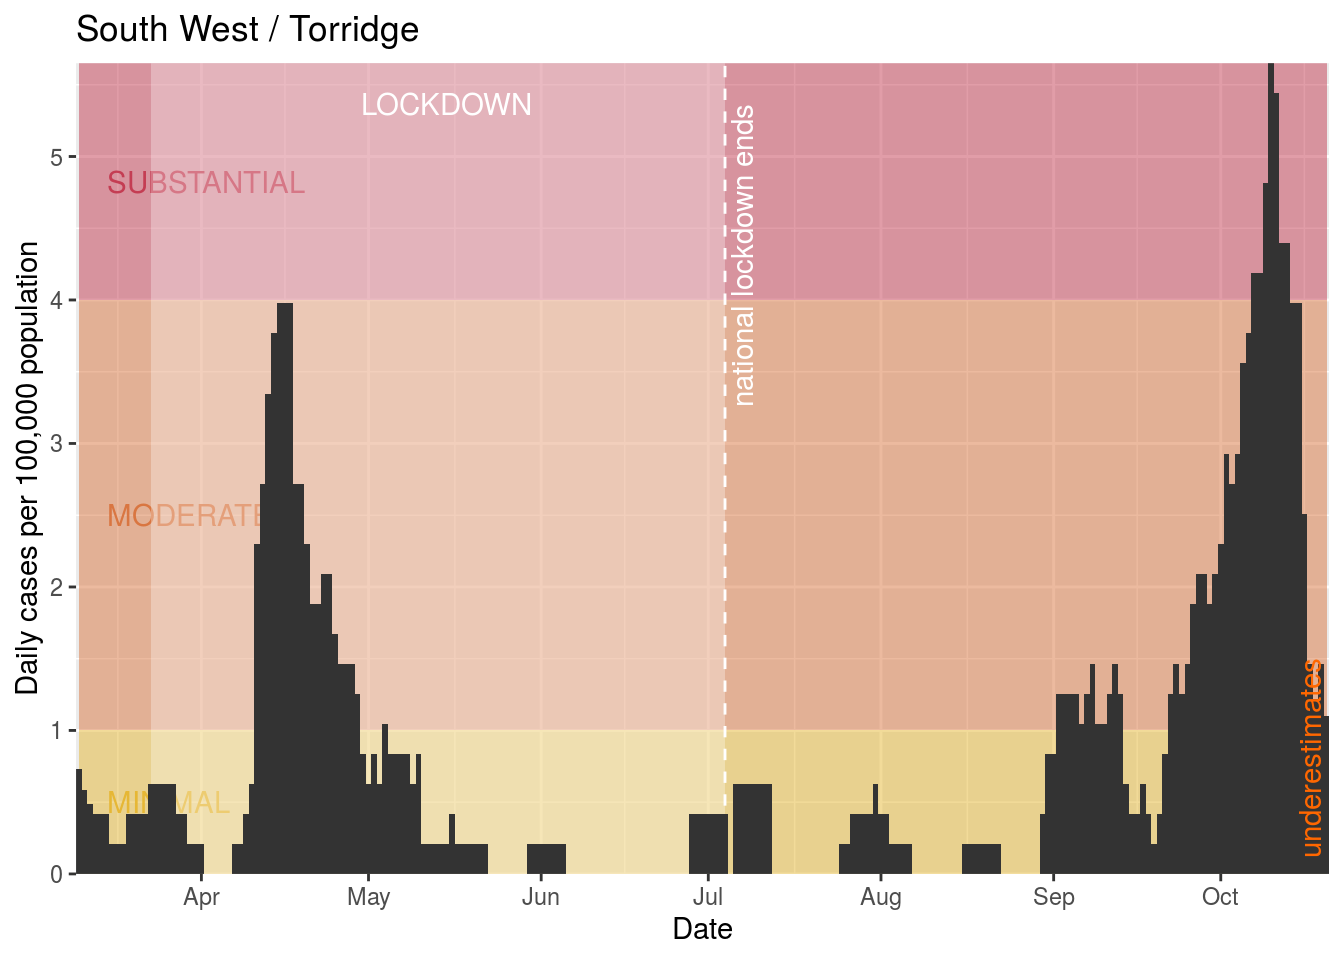 South West / Torridge
LOCKDOWN
SUBSTANTIAL
MODERATE
MINIMAL
national lockdown ends
underestimates
Daily cases per 100,000 population
5
4
3
2
1
0
Apr
May
Jun
Jul
Aug
Sep
Oct
Date